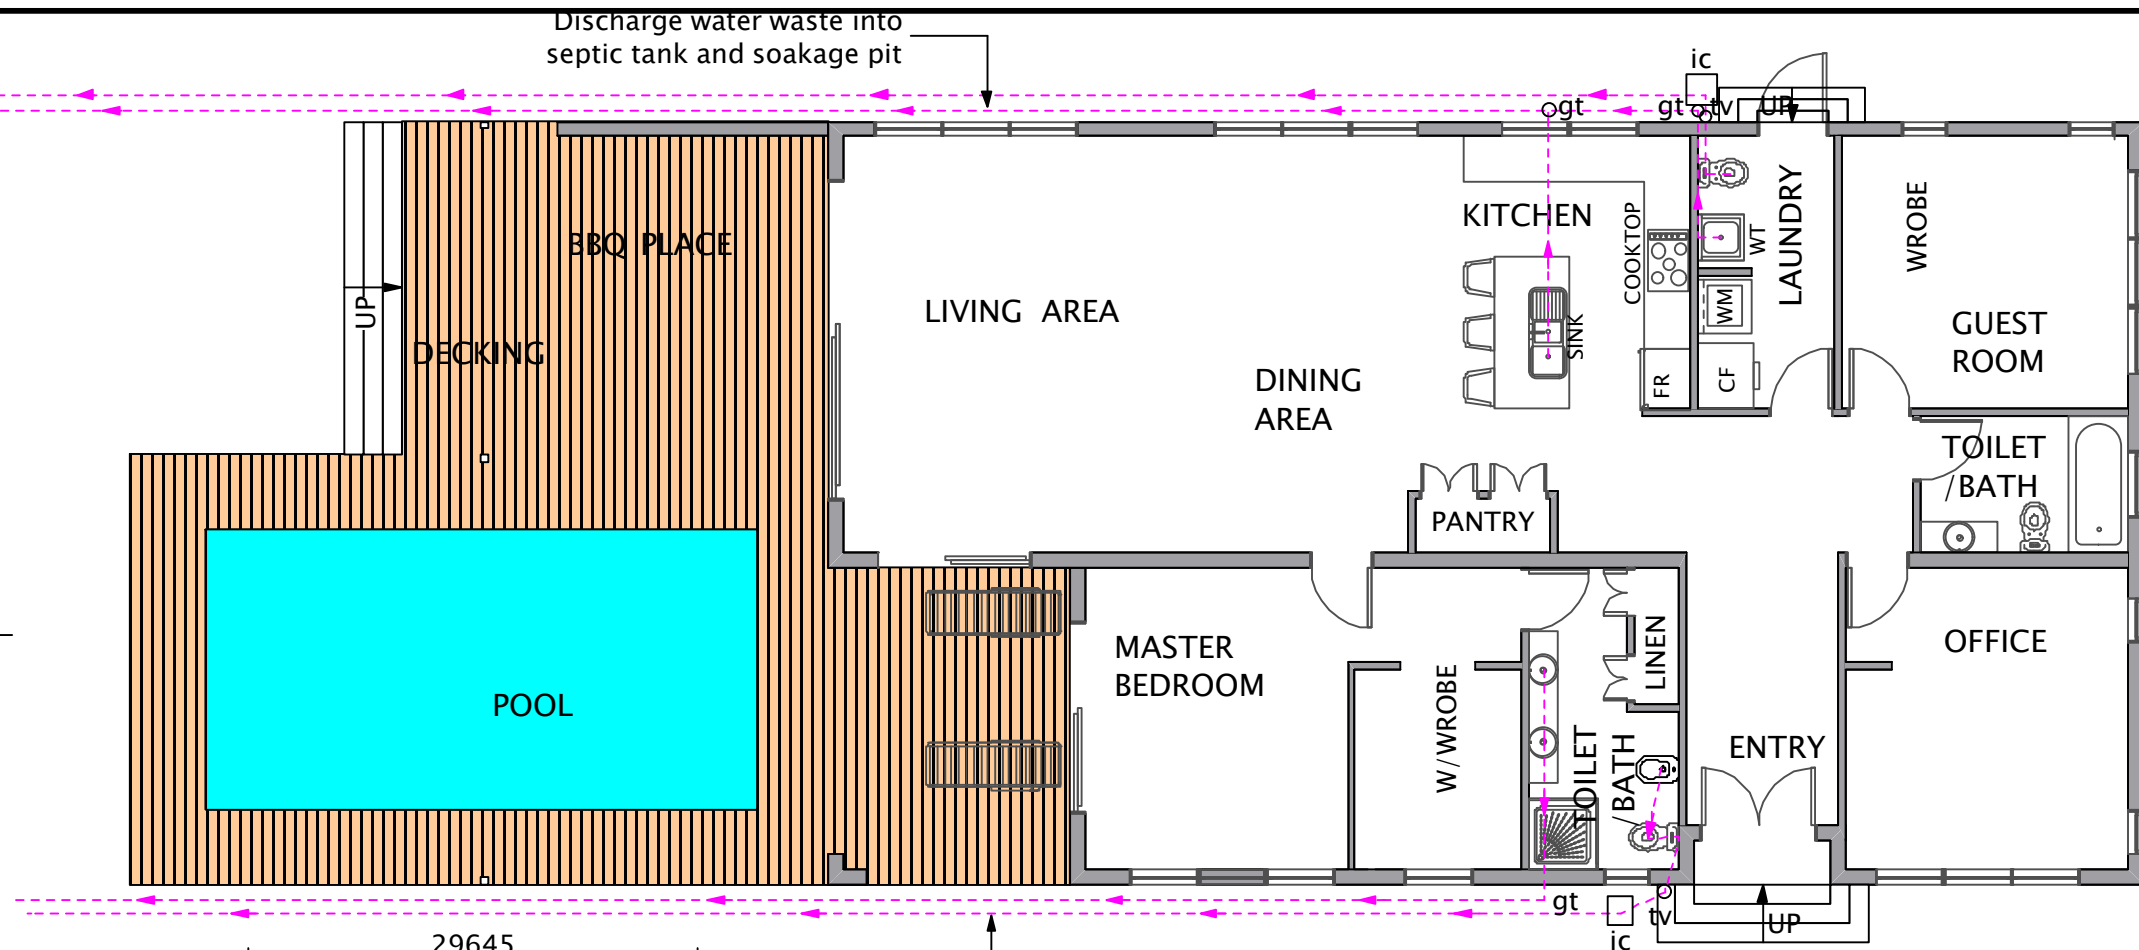 Discharge water waste into
septic tank and soakage pit
ic
gt
gt
tv
UP
BBQ PLACE
UP
DECKING
LIVING AREA
DINING
AREA
KITCHEN
COOKTOP
SINK
FR
WT
WM
CF
LAUNDRY
WROBE
GUEST
ROOM
TOILET
/BATH
PANTRY
POOL
MASTER
BEDROOM
W/WROBE
LINEN
TOILET
/BATH
ENTRY
OFFICE
gt
tv
ic
UP
29645